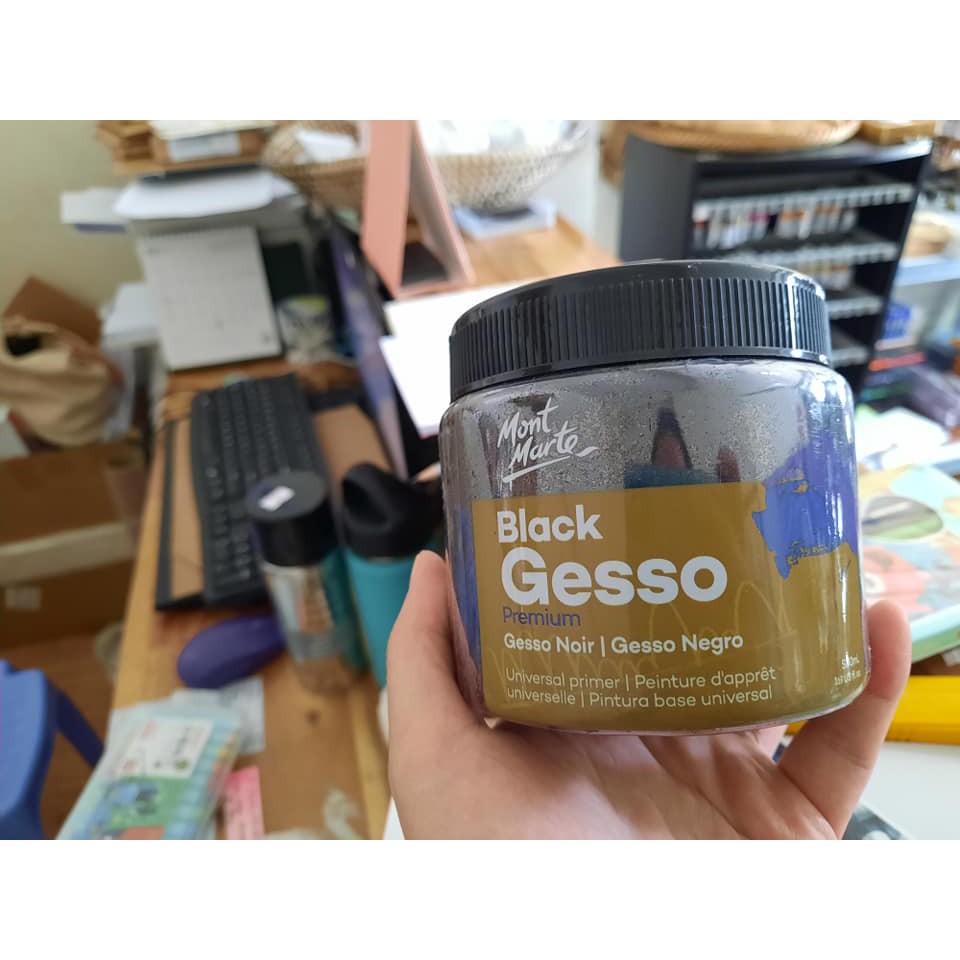 Mont
Marte
Black
Gesso
Premium
Gesso Noir | Gesso Negro
Universal primer | Peinture d'apprêt
universelle | Pintura base universal